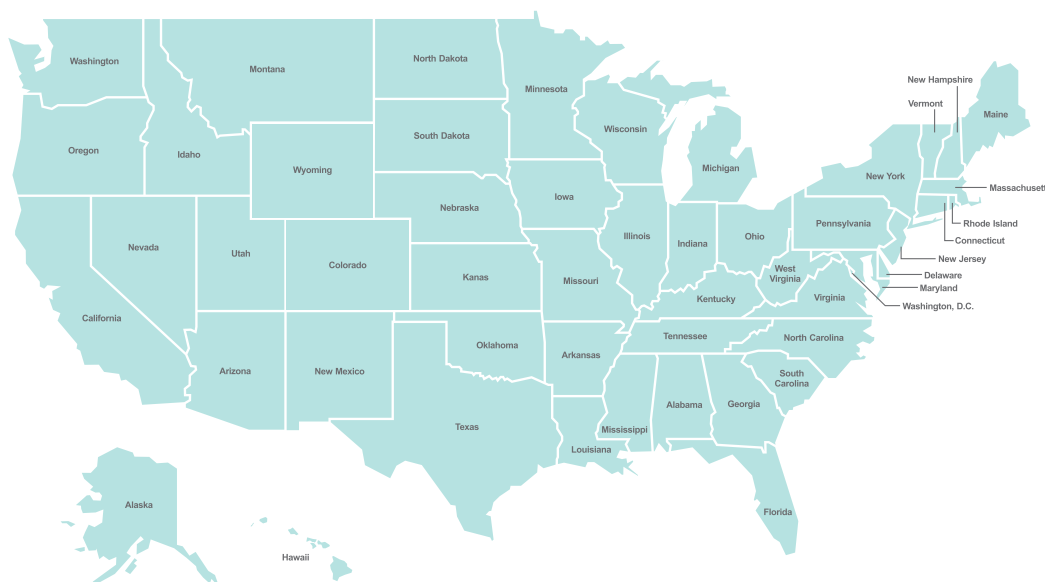 Washington
Montana
North Dakota
Minnesota
New Hampshire
Vermont
Maine
Oregon
Idaho
Wyoming
South Dakota
Wisconsin
Michigan
New York
Massachuset
Rhode Island
Connecticut
New Jersey
Delaware
Maryland
Washington, D.C.
Nebraska
Iowa
Pennsylvania
Nevada
Utah
Colorado
Kanas
Missouri
Illinois
Indiana
Ohio
West
Virginia
Virginia
Kentucky
California
Arizona
New Mexico
Oklahoma
Arkansas
Tennessee
North Carolina
South
Carolina
Texas
Louisiana
Mississippi
Alabama
Georgia
Florida
Alaska
Hawaii